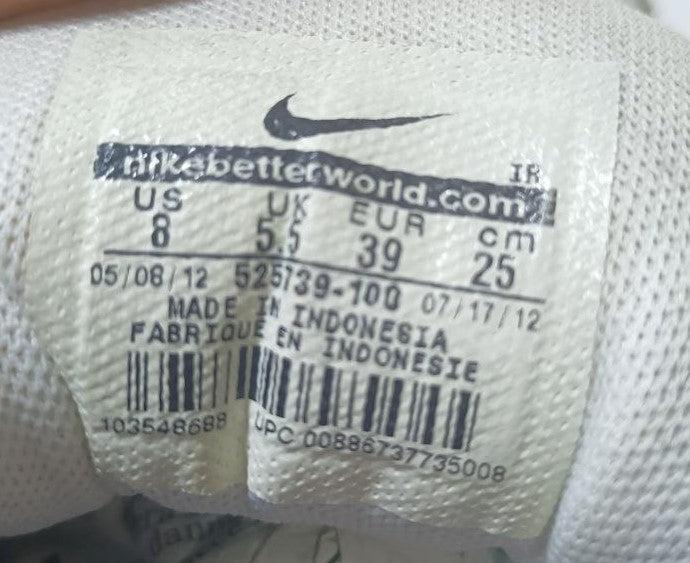 IR
nikebetterworld.com
US UK EUR cm
8 5.5 39 25
05/08/12 525739-100 07/17/12
MADE IN INDONESIA
FABRIQUE EN INDONESIE
103548688 UPC 00886737735008